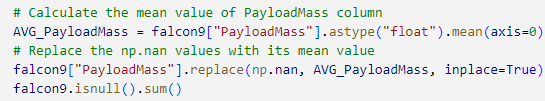 # Calculate the mean value of PayloadMass column
AVG_PayloadMass = falcon9["PayloadMass"].astype("float").mean(axis=0)
# Replace the np.nan values with its mean value
falcon9["PayloadMass"].replace(np.nan, AVG_PayloadMass, inplace=True)
falcon9.isnull().sum()